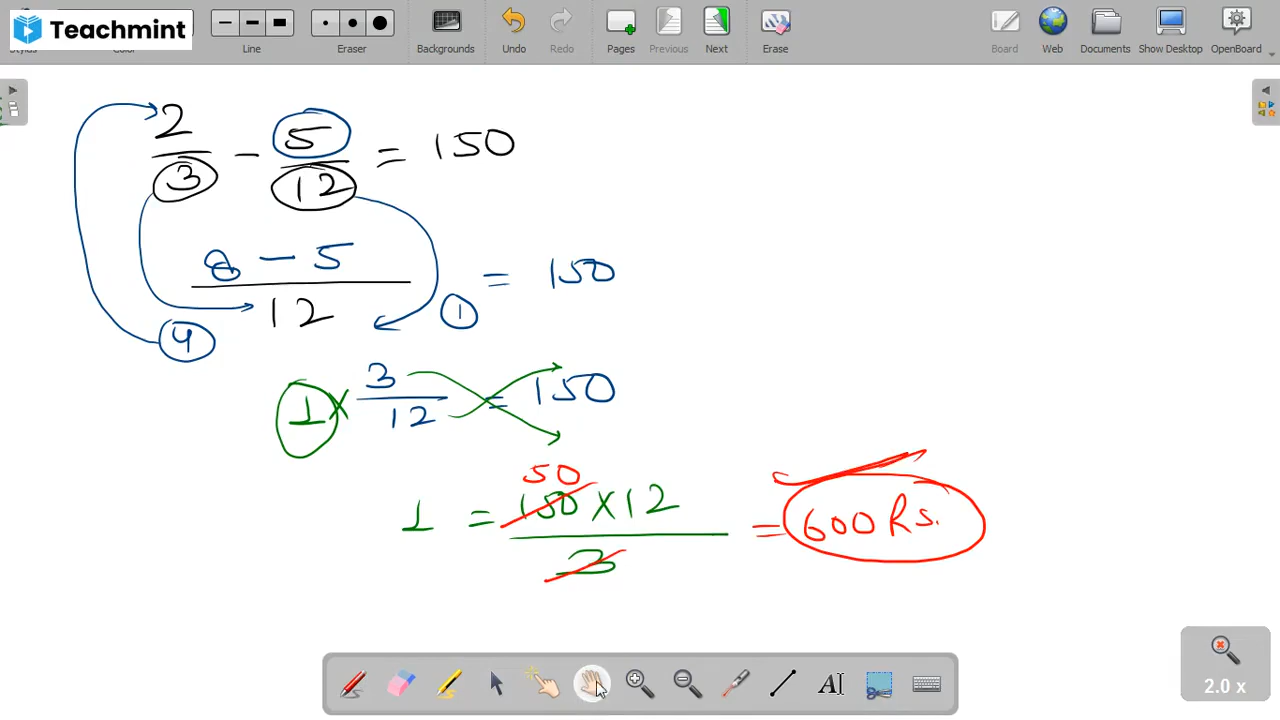 Teachmint
Line
Eraser
Backgrounds
Undo
Redo
Pages
Previous
Next
Erase
Board
Web
Documents
Show Desktop
OpenBoard
2/3 - 5/12 = 150
(8 - 5)/12 = 150
1
4
1 × 3/12 = 150
50
1 = (150 × 12)/3 = 600 Rs.
2.0 x